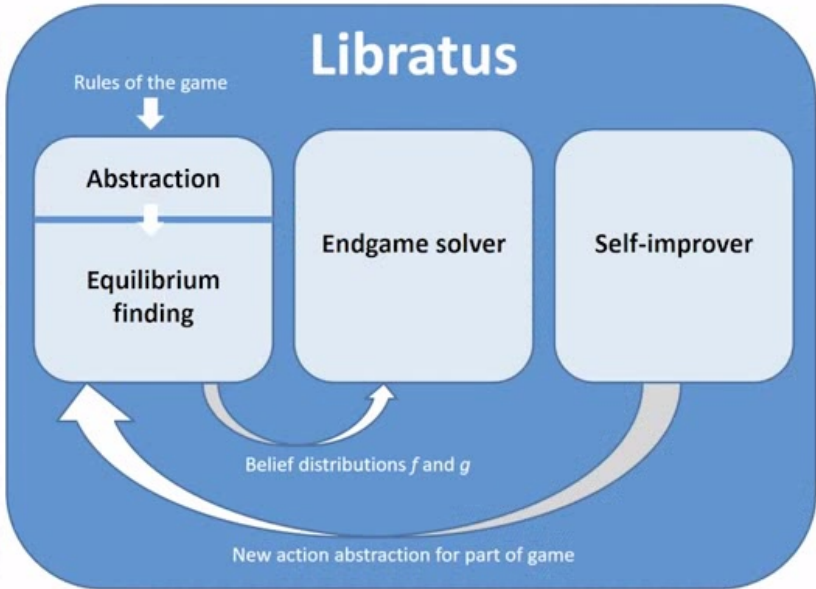 Libratus
Rules of the game
Abstraction
Equilibrium
finding
Endgame solver
Self-improver
Belief distributions f and g
New action abstraction for part of game